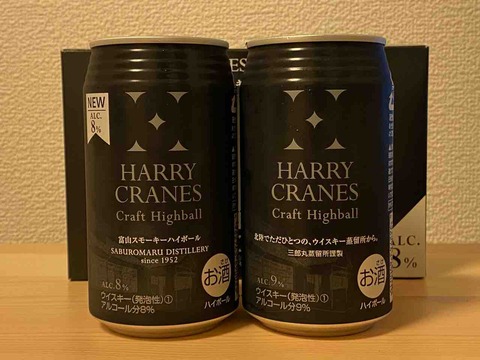 NEW
ALC.
8%
HARRY
CRANES
Craft Highball
富山スモーキーハイボール
SABUROMARU DISTILLERY
since 1952
お酒
ALC.8%
ウイスキー(発泡性)①
アルコール分8%
ハイボール
HARRY
CRANES
Craft Highball
北陸でただひとつの、ウイスキー蒸留所から。
三郎丸蒸留所謹製
お酒
ALC.9%
ウイスキー(発泡性)①
アルコール分9%
ハイボール
ES
ALC.
8%